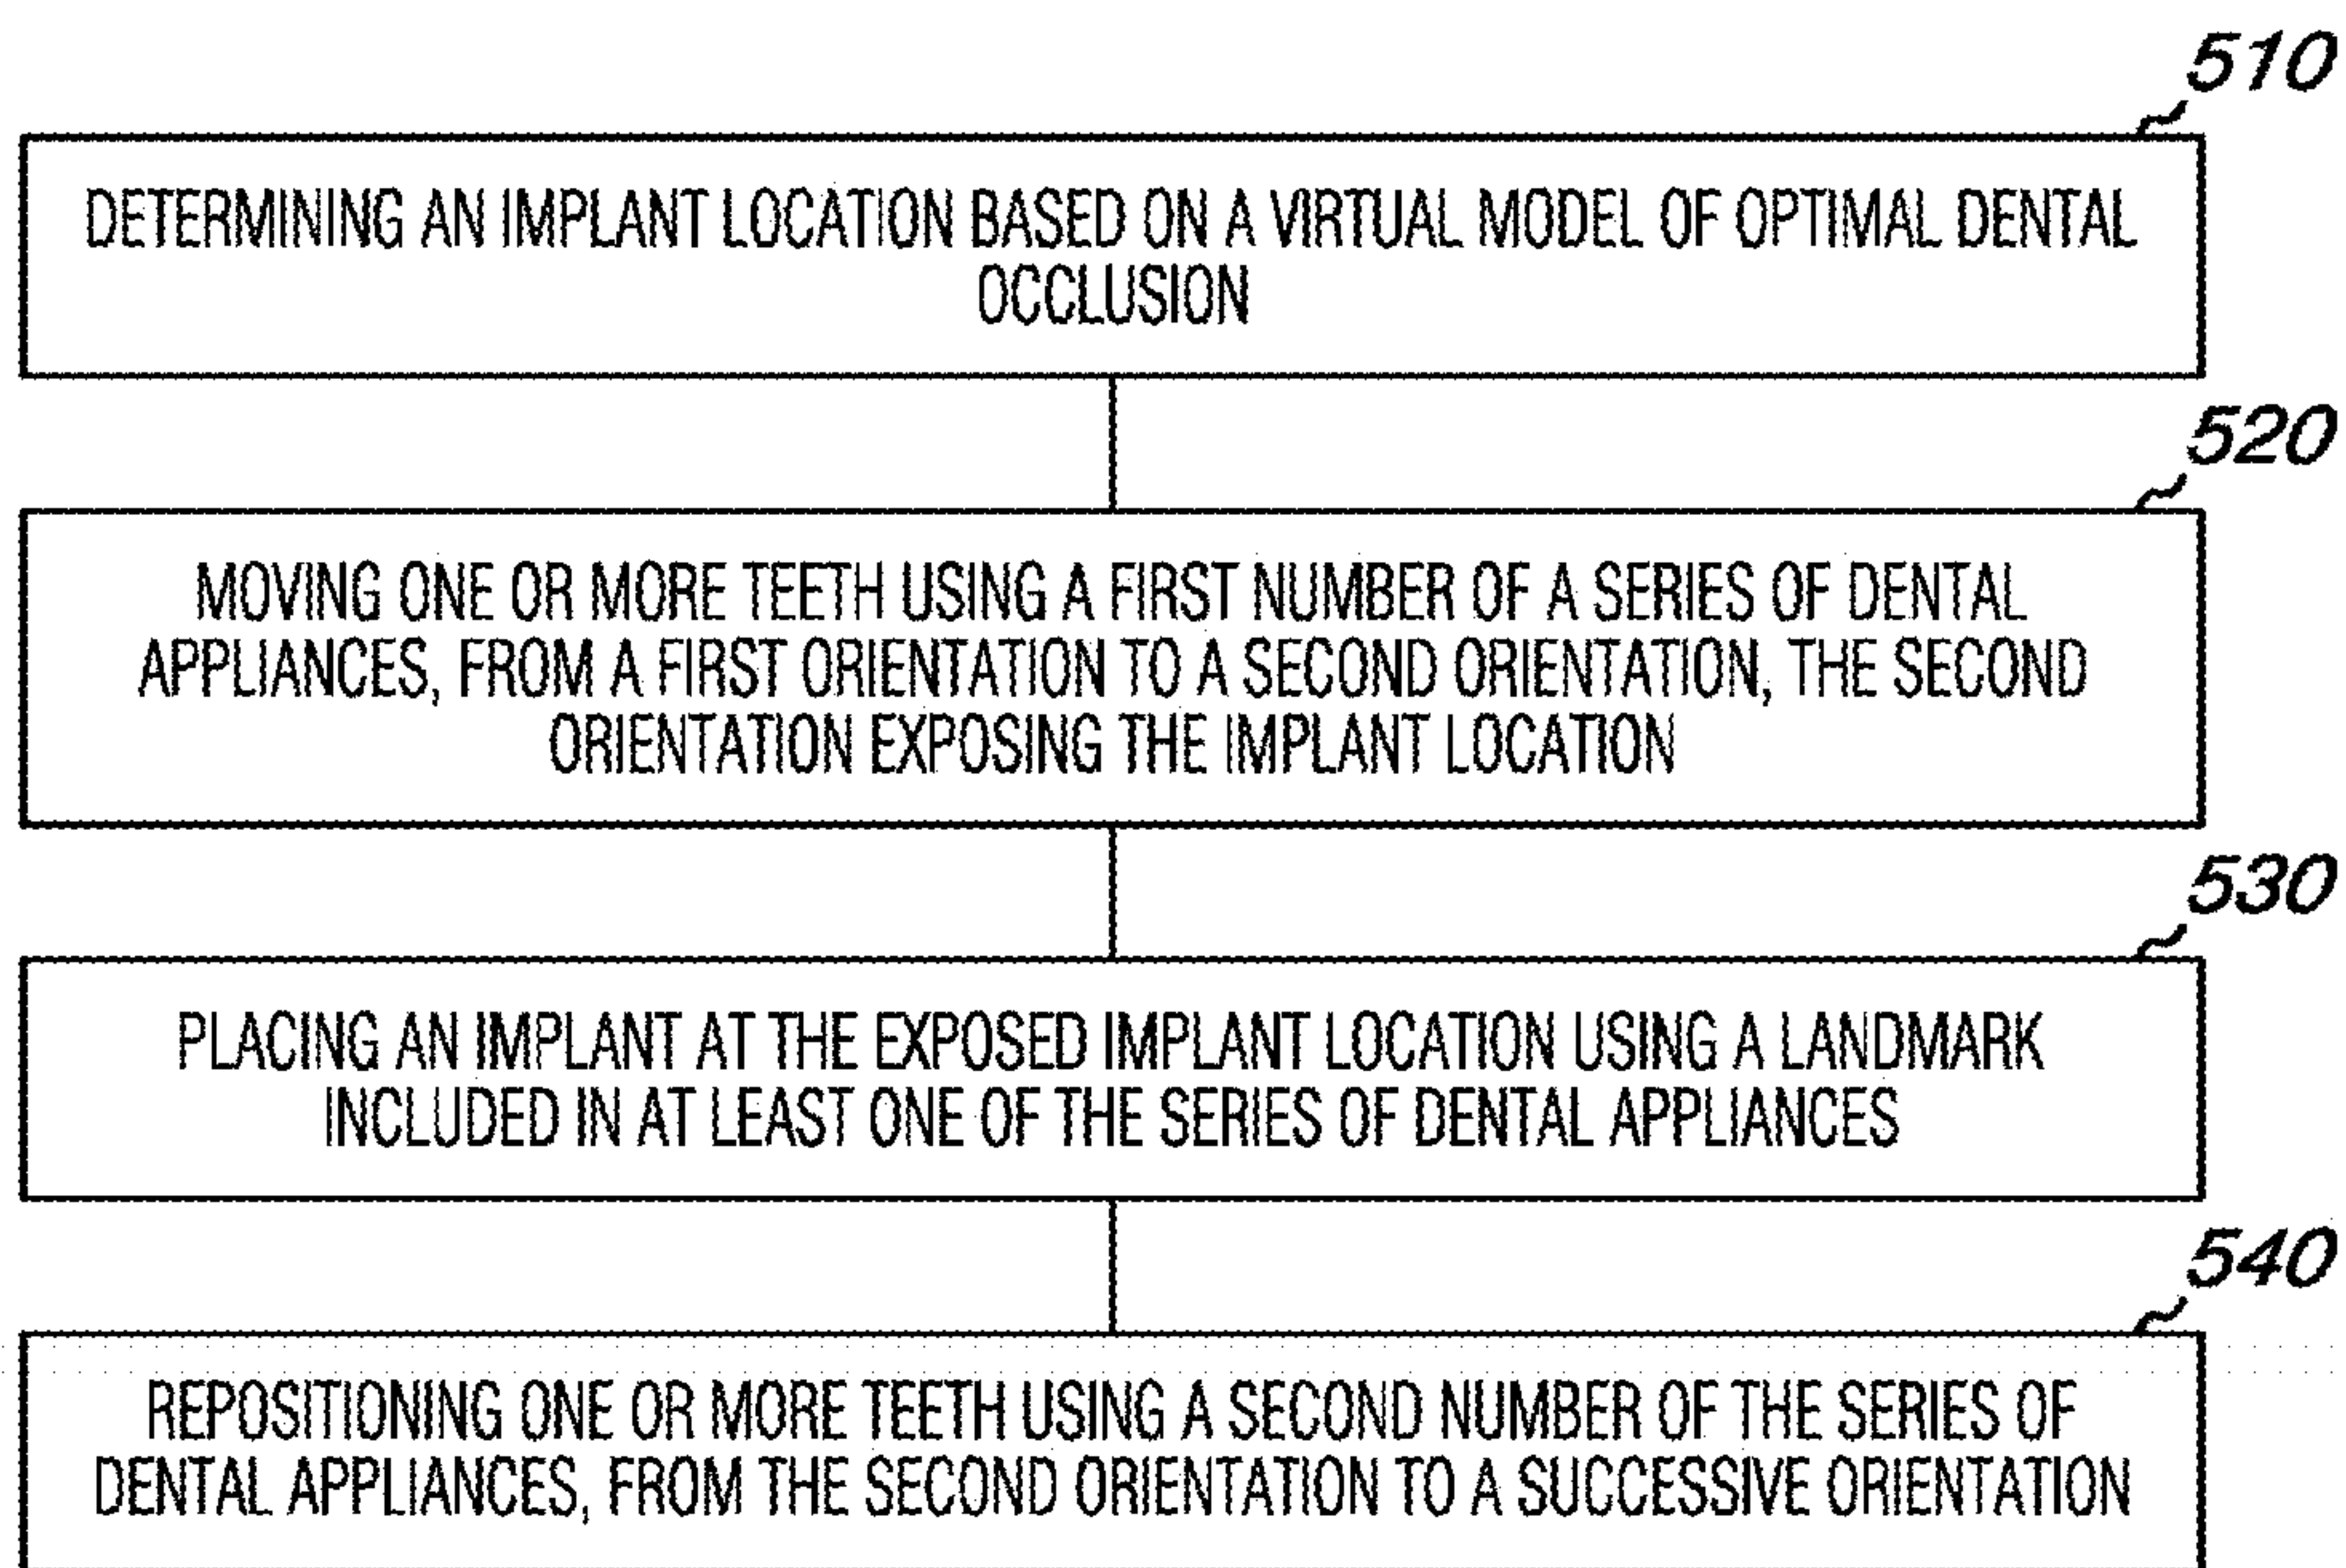 510
DETERMINING AN IMPLANT LOCATION BASED ON A VIRTUAL MODEL OF OPTIMAL DENTAL
OCCLUSION
520
MOVING ONE OR MORE TEETH USING A FIRST NUMBER OF A SERIES OF DENTAL
APPLIANCES, FROM A FIRST ORIENTATION TO A SECOND ORIENTATION, THE SECOND
ORIENTATION EXPOSING THE IMPLANT LOCATION
530
PLACING AN IMPLANT AT THE EXPOSED IMPLANT LOCATION USING A LANDMARK
INCLUDED IN AT LEAST ONE OF THE SERIES OF DENTAL APPLIANCES
540
REPOSITIONING ONE OR MORE TEETH USING A SECOND NUMBER OF THE SERIES OF
DENTAL APPLIANCES, FROM THE SECOND ORIENTATION TO A SUCCESSIVE ORIENTATION